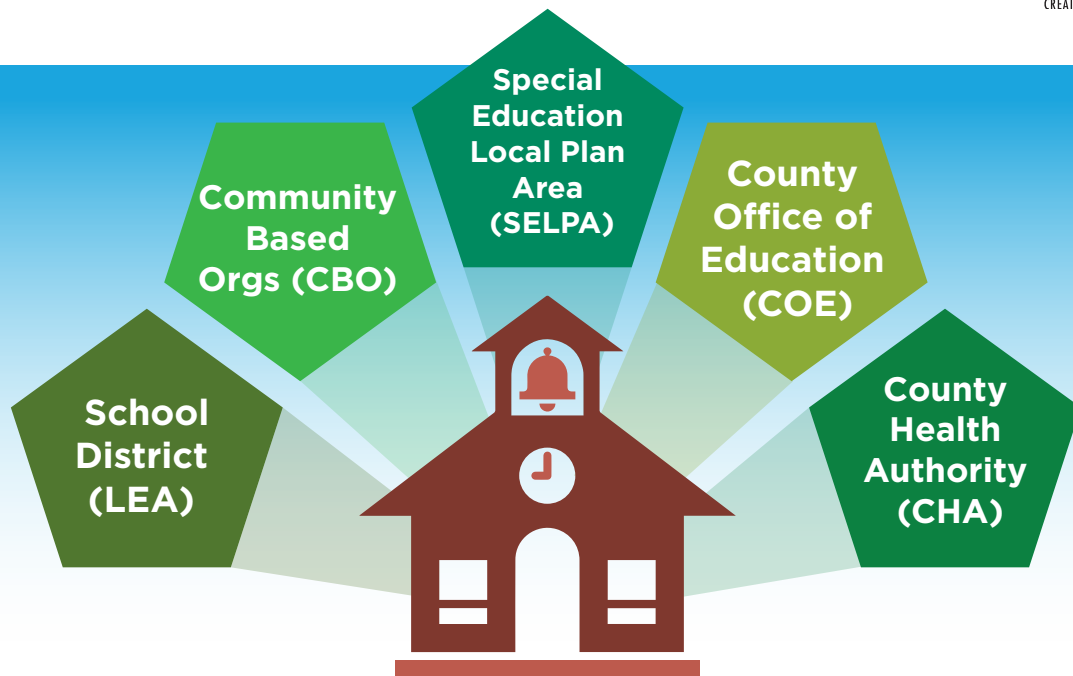 Special
Education
Local Plan
Area
(SELPA)
Community
Based
Orgs (CBO)
County
Office of
Education
(COE)
School
District
(LEA)
County
Health
Authority
(CHA)